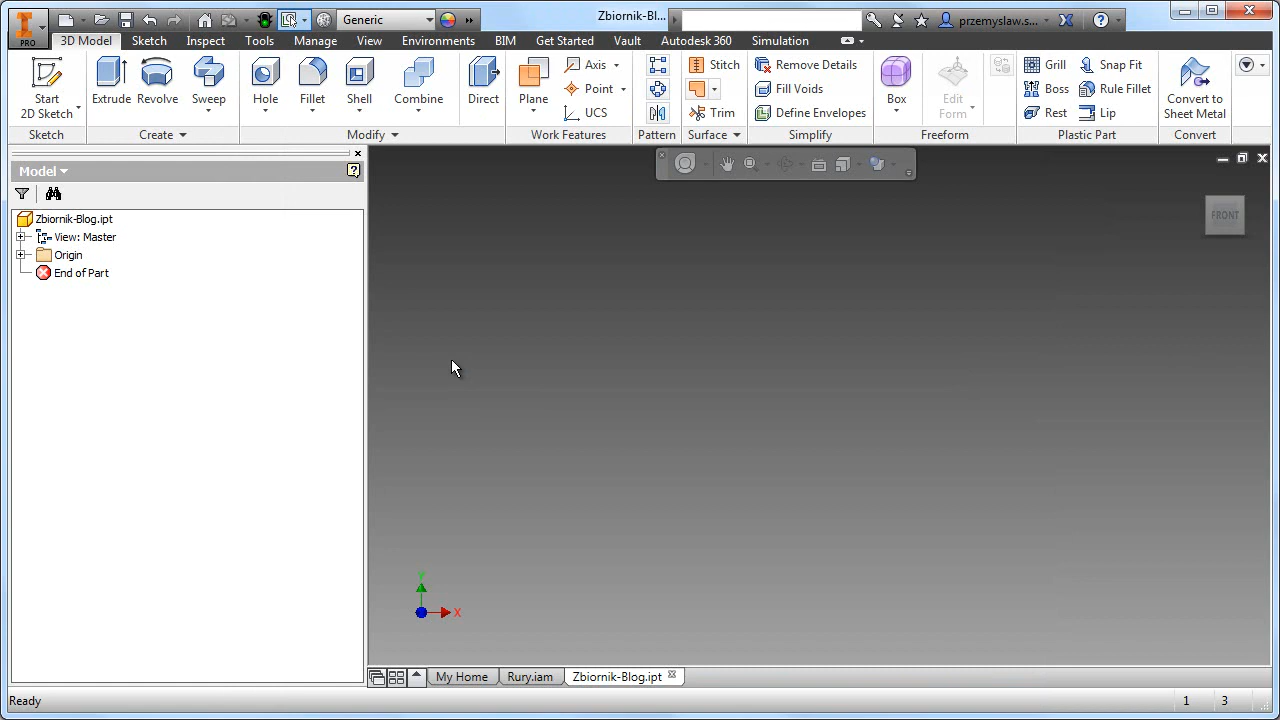 PRO
Generic
Zbiornik-Bl...
przemyslaw.s...
3D Model Sketch Inspect Tools Manage View Environments BIM Get Started Vault Autodesk 360 Simulation
Start
2D Sketch
Extrude Revolve Sweep
Hole Fillet Shell Combine
Direct
Plane
Axis
Point
UCS
Stitch
Trim
Remove Details
Fill Voids
Define Envelopes
Box
Edit
Form
Grill
Boss
Rest
Snap Fit
Rule Fillet
Lip
Convert to
Sheet Metal
Sketch Create Modify Work Features Pattern Surface Simplify Freeform Plastic Part Convert
Model
Zbiornik-Blog.ipt
View: Master
Origin
End of Part
FRONT
Y
X
My Home Rury.iam Zbiornik-Blog.ipt
Ready
1 3